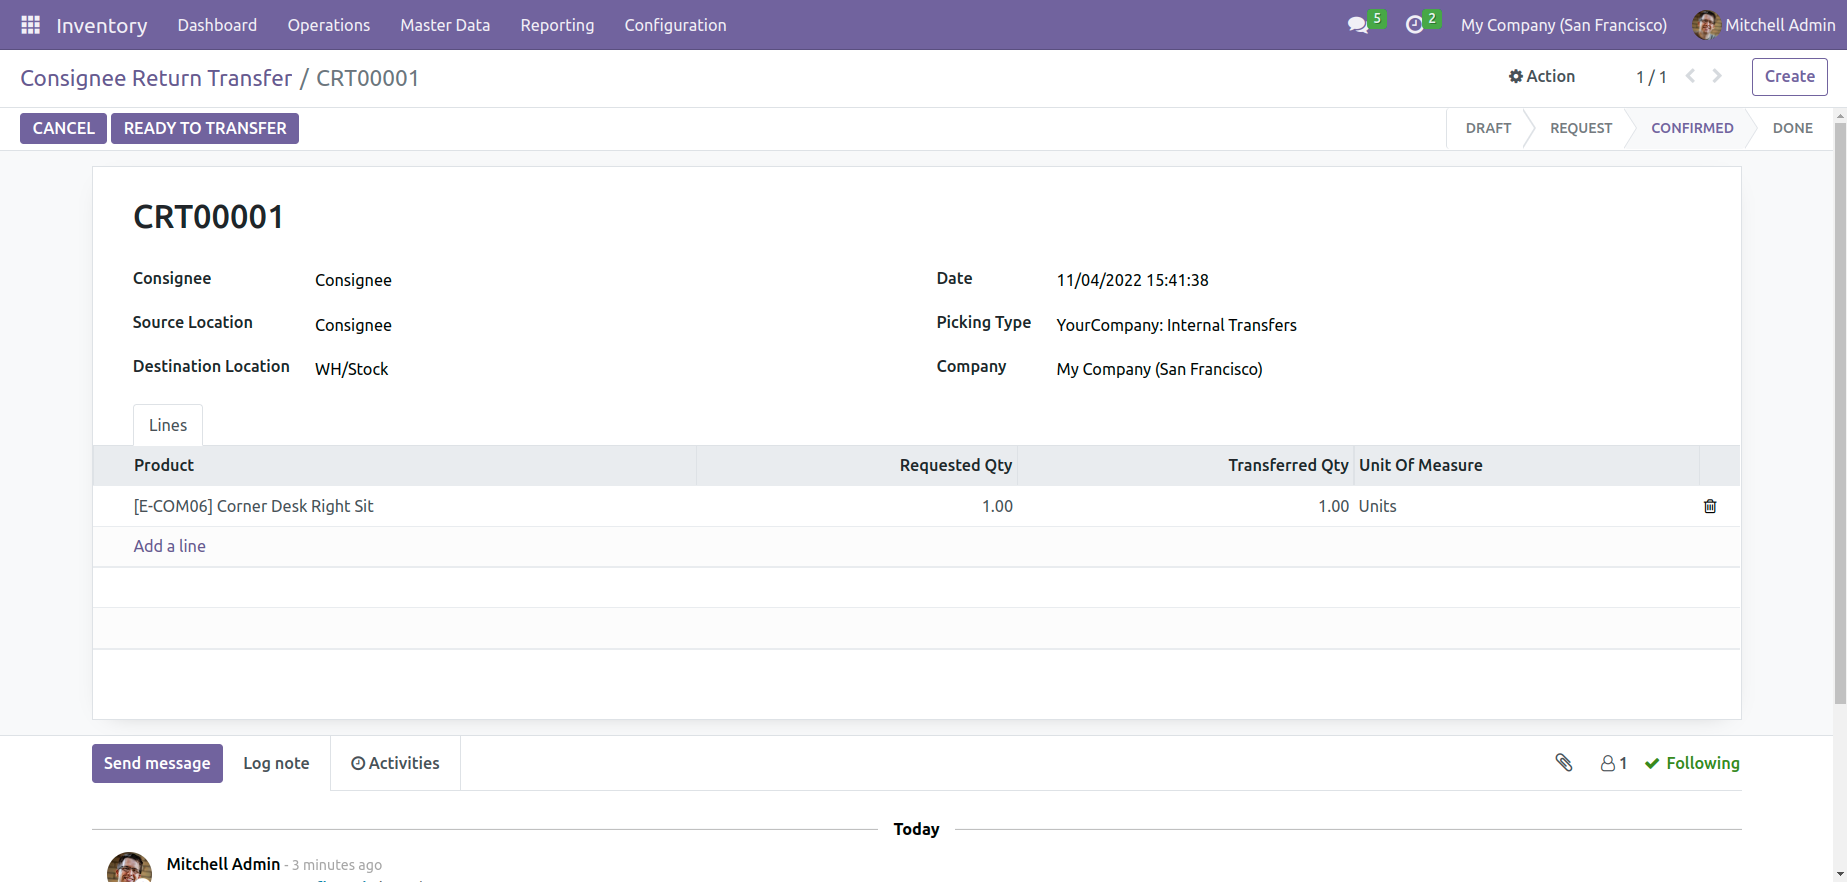 Inventory Dashboard Operations Master Data Reporting Configuration 5 2 My Company (San Francisco) Mitchell Admin
Consignee Return Transfer / CRT00001 Action 1 / 1 Create
CANCEL READY TO TRANSFER DRAFT REQUEST CONFIRMED DONE
CRT00001
Consignee Consignee Date 11/04/2022 15:41:38
Source Location Consignee Picking Type YourCompany: Internal Transfers
Destination Location WH/Stock Company My Company (San Francisco)
Lines
Product Requested Qty Transferred Qty Unit Of Measure
[E-COM06] Corner Desk Right Sit 1.00 1.00 Units
Add a line
Send message Log note Activities 1 Following
Today
Mitchell Admin - 3 minutes ago